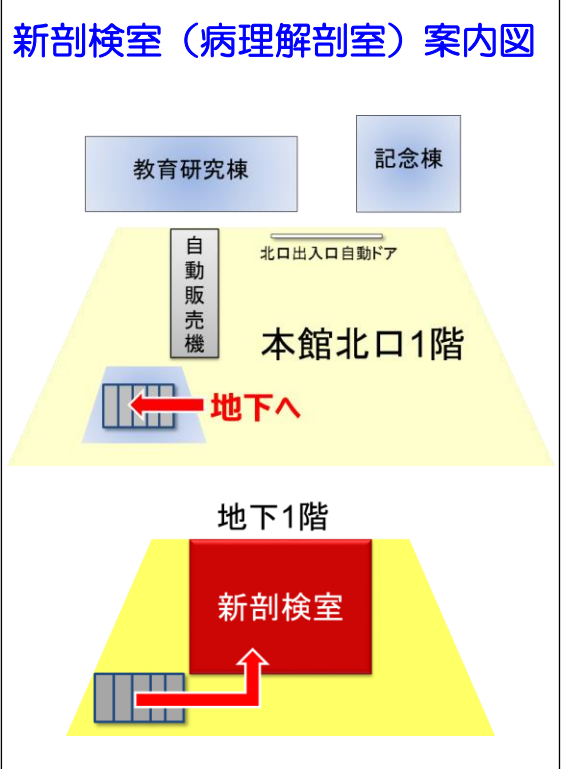 新剖検室（病理解剖室）案内図
教育研究棟
記念棟
自動販売機
北口出入口自動ドア
本館北口1階
地下へ
地下1階
新剖検室